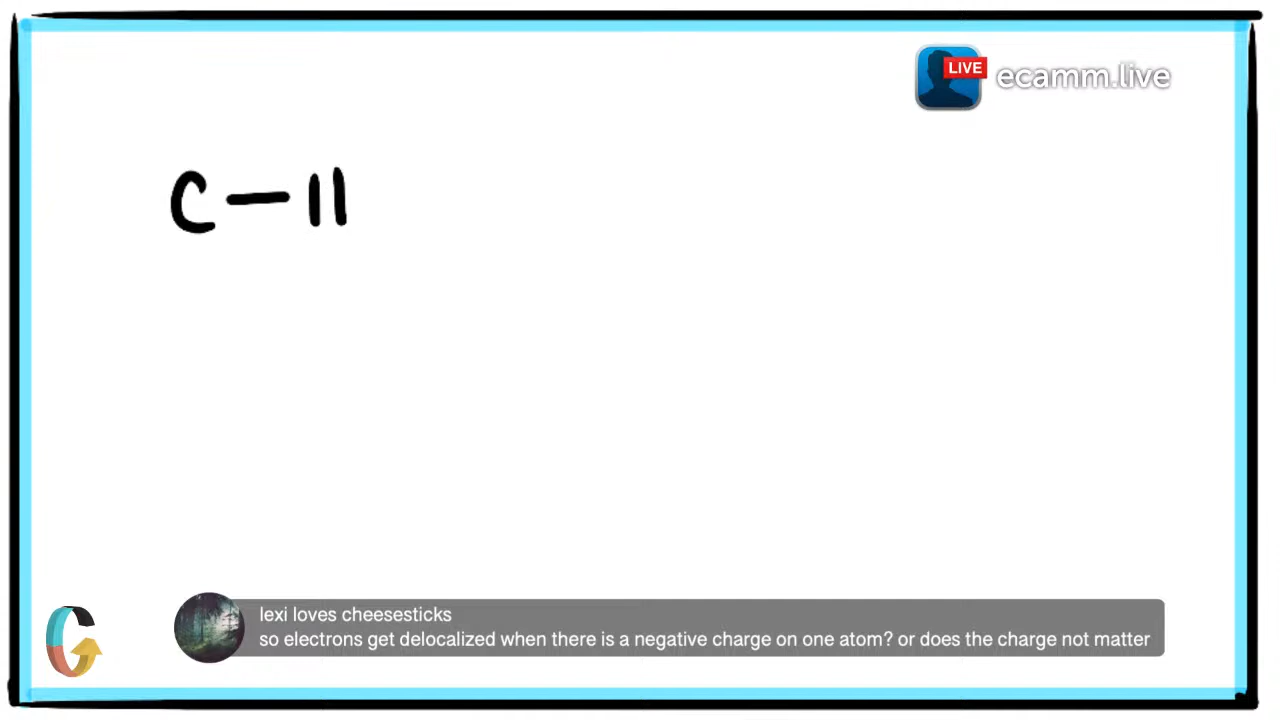 LIVE ecamm.live
C-11
lexi loves cheesesticks
so electrons get delocalized when there is a negative charge on one atom? or does the charge not matter